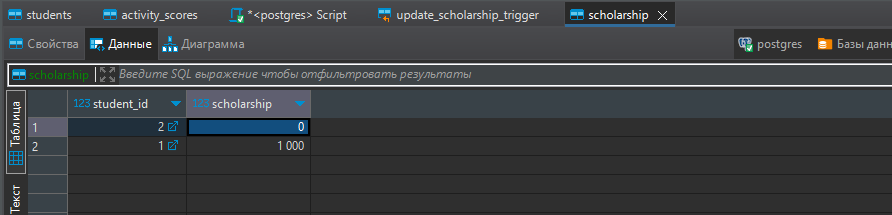 students activity_scores *<postgres> Script update_scholarship_trigger scholarship
Свойства Данные Диаграмма postgres Базы данн
scholarship Введите SQL выражение чтобы отфильтровать результаты
Таблица
Текст
123 student_id 123 scholarship
1 2 0
2 1 1 000